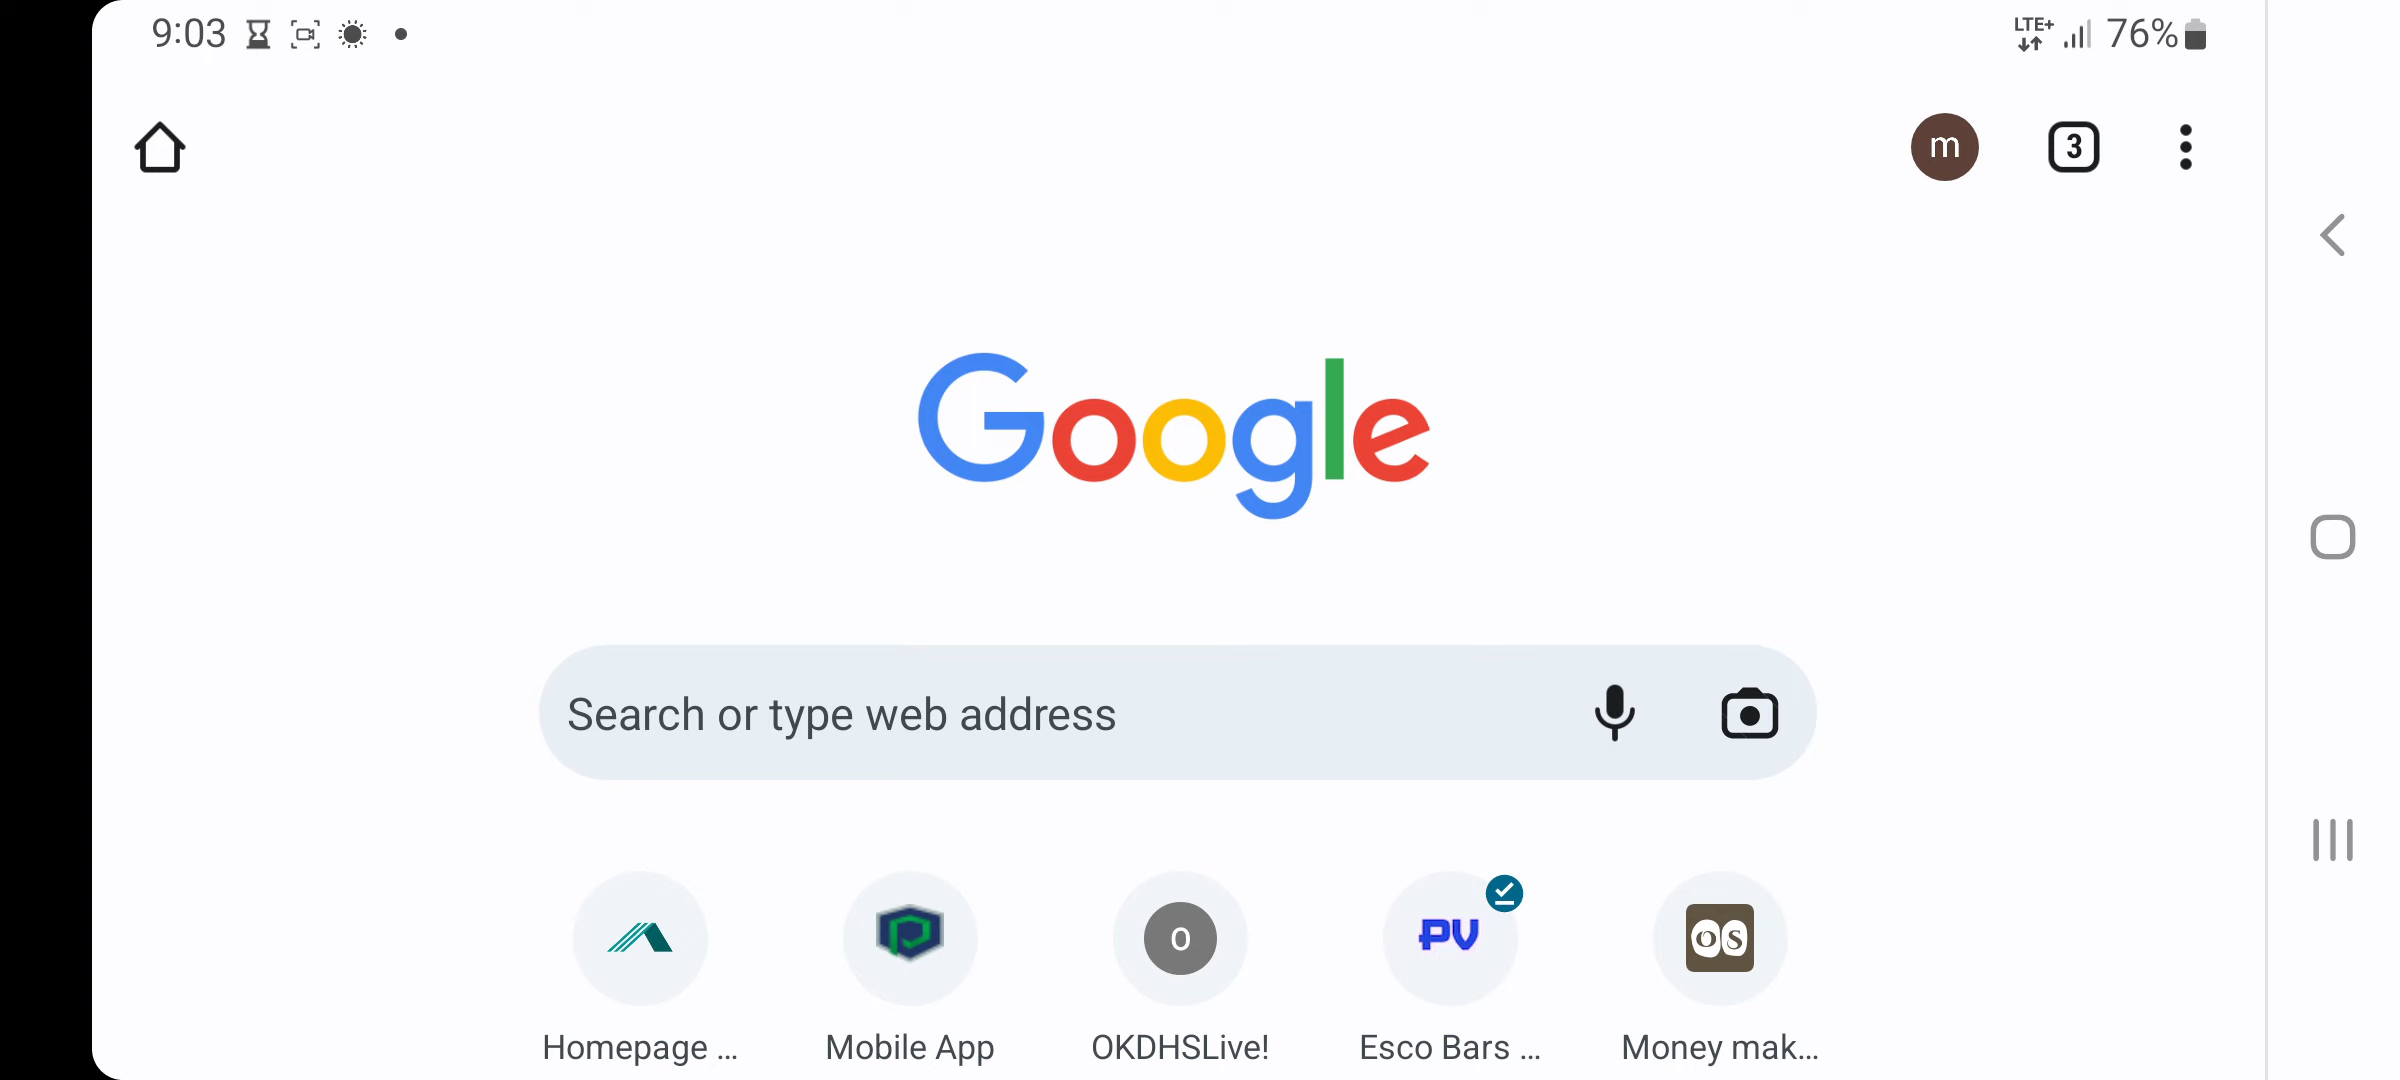 9:03
LTE+ 76%
m
3
Google
Search or type web address
O
PV
os
Homepage ...
Mobile App
OKDHSLive!
Esco Bars ...
Money mak...